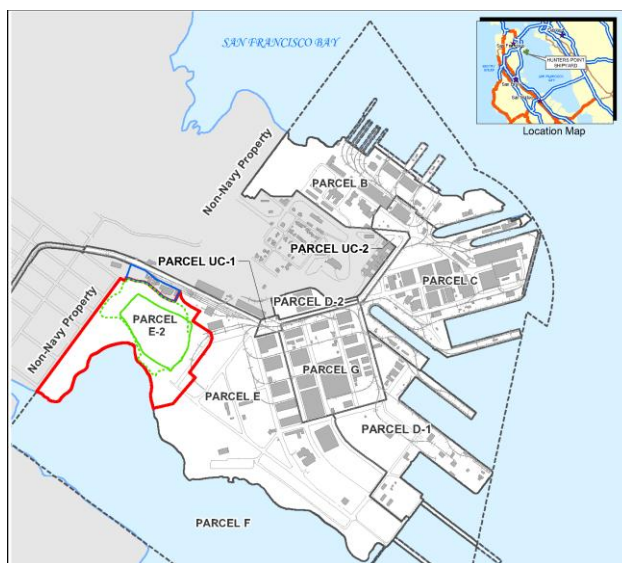 SAN FRANCISCO BAY
HUNTERS POINT
SHIPYARD
Location Map
Non-Navy Property
PARCEL B
PARCEL UC-2
PARCEL UC-1
PARCEL C
PARCEL D-2
PARCEL
E-2
Non-Navy Property
PARCEL G
PARCEL E
PARCEL D-1
PARCEL F